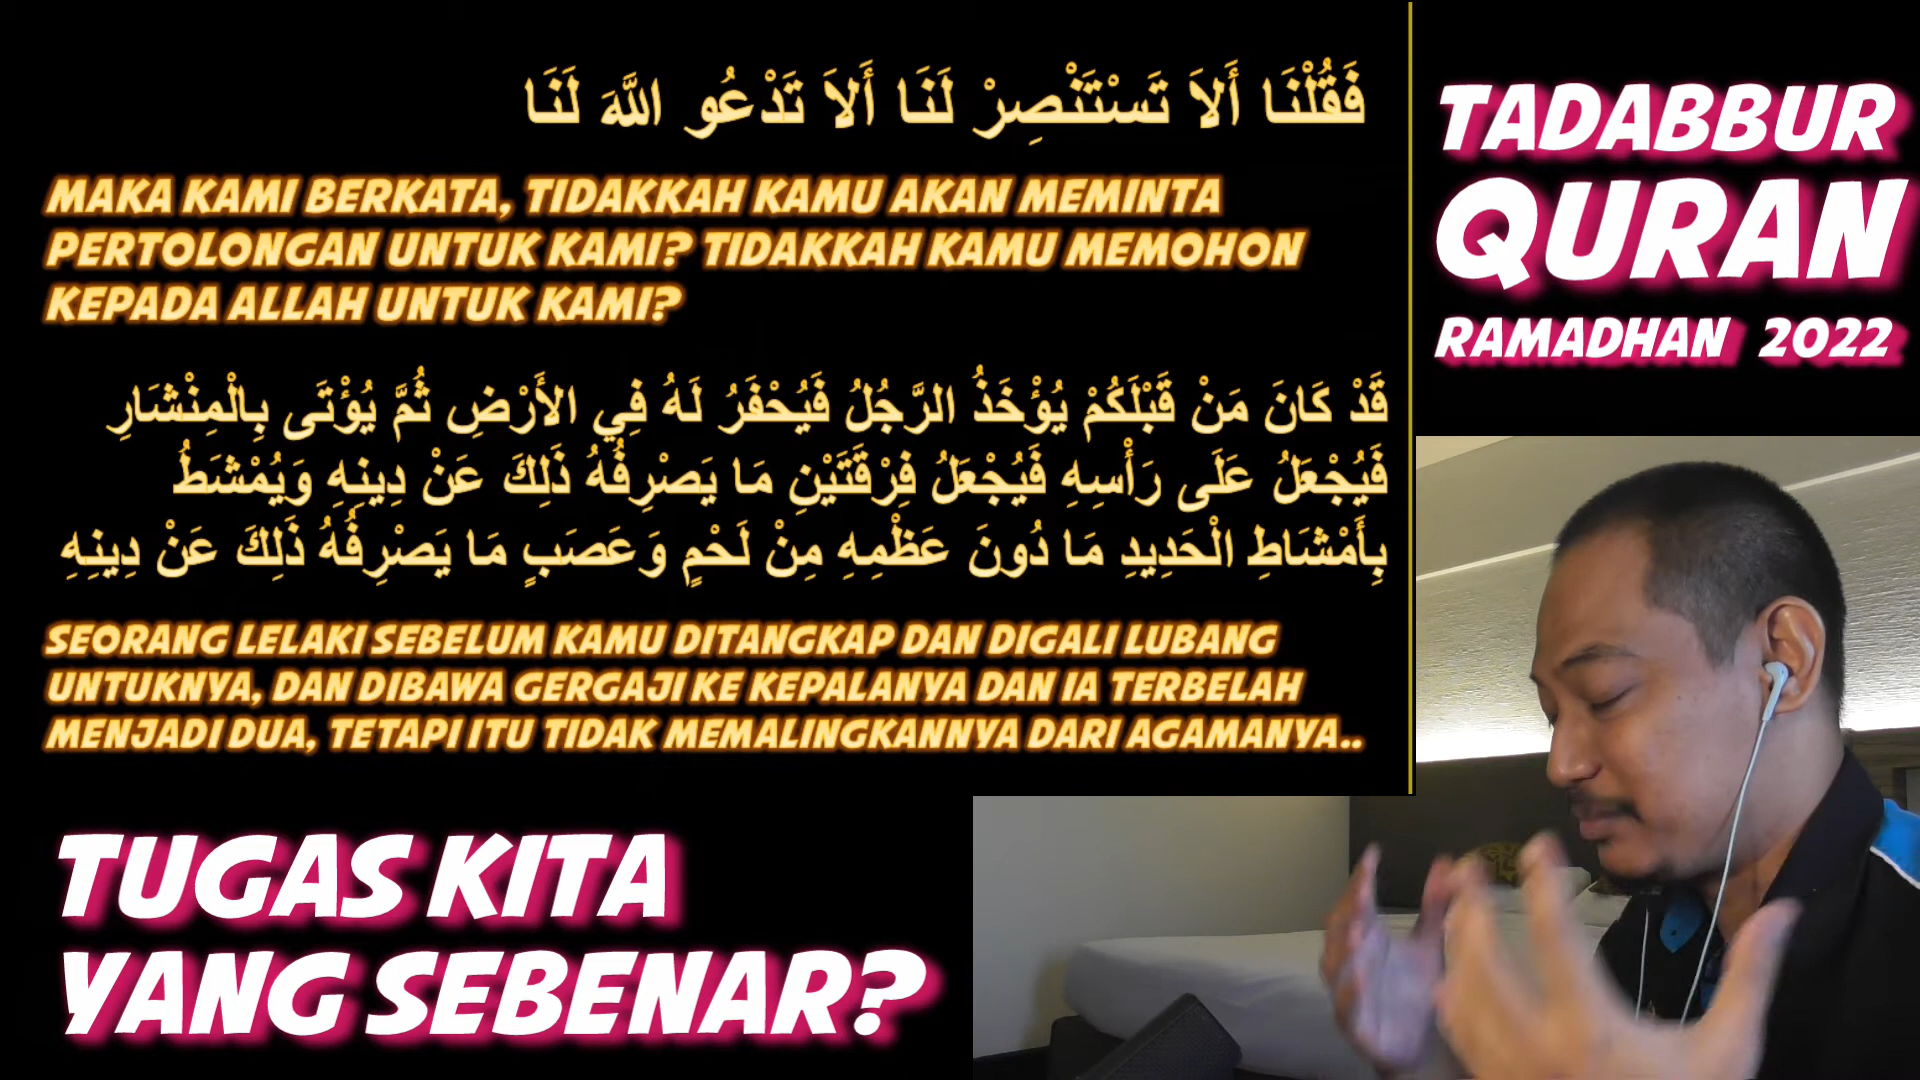 فَقُلْنَا أَلاَ تَسْتَنْصِرْ لَنَا أَلاَ تَدْعُو اللَّهَ لَنَا
MAKA KAMI BERKATA, TIDAKKAH KAMU AKAN MEMINTA
PERTOLONGAN UNTUK KAMI? TIDAKKAH KAMU MEMOHON
KEPADA ALLAH UNTUK KAMI?
قَدْ كَانَ مَنْ قَبْلَكُمْ يُؤْخَذُ الرَّجُلُ فَيُحْفَرُ لَهُ فِي الأَرْضِ ثُمَّ يُؤْتَى بِالْمِنْشَارِ
فَيُجْعَلُ عَلَى رَأْسِهِ فَيُجْعَلُ فِرْقَتَيْنِ مَا يَصْرِفُهُ ذَلِكَ عَنْ دِينِهِ وَيُمْشَطُ
بِأَمْشَاطِ الْحَدِيدِ مَا دُونَ عَظْمِهِ مِنْ لَحْمٍ وَعَصَبٍ مَا يَصْرِفُهُ ذَلِكَ عَنْ دِينِهِ
SEORANG LELAKI SEBELUM KAMU DITANGKAP DAN DIGALI LUBANG
UNTUKNYA, DAN DIBAWA GERGAJI KE KEPALANYA DAN IA TERBELAH
MENJADI DUA, TETAPI ITU TIDAK MEMALINGKANNYA DARI AGAMANYA..
TUGAS KITA
YANG SEBENAR?
TADABBUR
QURAN
RAMADHAN 2022